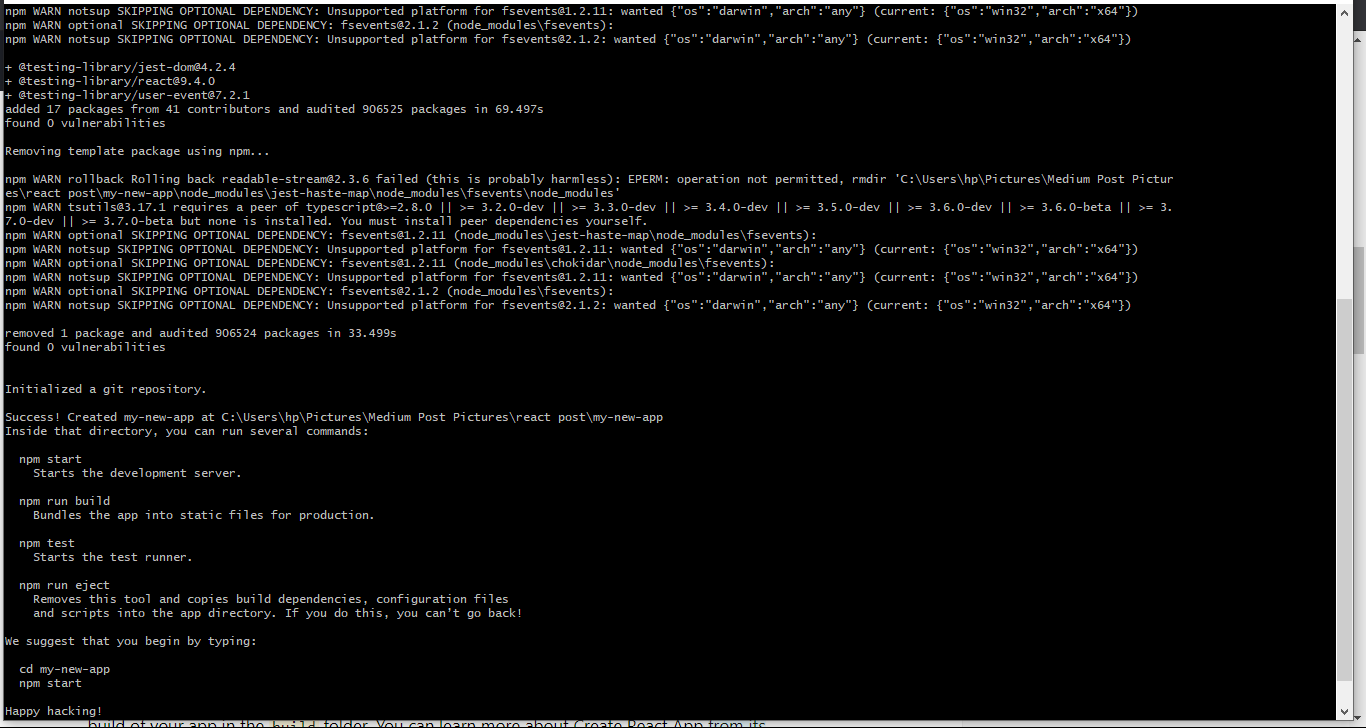 npm WARN notsup SKIPPING OPTIONAL DEPENDENCY: Unsupported platform for fsevents@1.2.11: wanted {"os":"darwin","arch":"any"} (current: {"os":"win32","arch":"x64"})
npm WARN optional SKIPPING OPTIONAL DEPENDENCY: fsevents@2.1.2 (node_modules\fsevents):
npm WARN notsup SKIPPING OPTIONAL DEPENDENCY: Unsupported platform for fsevents@2.1.2: wanted {"os":"darwin","arch":"any"} (current: {"os":"win32","arch":"x64"})
+ @testing-library/jest-dom@4.2.4
+ @testing-library/react@9.4.0
+ @testing-library/user-event@7.2.1
added 17 packages from 41 contributors and audited 906525 packages in 69.497s
found 0 vulnerabilities
Removing template package using npm...
npm WARN rollback Rolling back readable-stream@2.3.6 failed (this is probably harmless): EPERM: operation not permitted, rmdir 'C:\Users\hp\Pictures\Medium Post Pictur
es\react post\my-new-app\node_modules\jest-haste-map\node_modules\fsevents\node_modules'
npm WARN tsutils@3.17.1 requires a peer of typescript@>=2.8.0 || >= 3.2.0-dev || >= 3.3.0-dev || >= 3.4.0-dev || >= 3.5.0-dev || >= 3.6.0-dev || >= 3.6.0-beta || >= 3.
7.0-dev || >= 3.7.0-beta but none is installed. You must install peer dependencies yourself.
npm WARN optional SKIPPING OPTIONAL DEPENDENCY: fsevents@1.2.11 (node_modules\jest-haste-map\node_modules\fsevents):
npm WARN notsup SKIPPING OPTIONAL DEPENDENCY: Unsupported platform for fsevents@1.2.11: wanted {"os":"darwin","arch":"any"} (current: {"os":"win32","arch":"x64"})
npm WARN optional SKIPPING OPTIONAL DEPENDENCY: fsevents@1.2.11 (node_modules\chokidar\node_modules\fsevents):
npm WARN notsup SKIPPING OPTIONAL DEPENDENCY: Unsupported platform for fsevents@1.2.11: wanted {"os":"darwin","arch":"any"} (current: {"os":"win32","arch":"x64"})
npm WARN optional SKIPPING OPTIONAL DEPENDENCY: fsevents@2.1.2 (node_modules\fsevents):
npm WARN notsup SKIPPING OPTIONAL DEPENDENCY: Unsupported platform for fsevents@2.1.2: wanted {"os":"darwin","arch":"any"} (current: {"os":"win32","arch":"x64"})
removed 1 package and audited 906524 packages in 33.499s
found 0 vulnerabilities
Initialized a git repository.
Success! Created my-new-app at C:\Users\hp\Pictures\Medium Post Pictures\react post\my-new-app
Inside that directory, you can run several commands:
npm start
Starts the development server.
npm run build
Bundles the app into static files for production.
npm test
Starts the test runner.
npm run eject
Removes this tool and copies build dependencies, configuration files
and scripts into the app directory. If you do this, you can't go back!
We suggest that you begin by typing:
cd my-new-app
npm start
Happy hacking!
build of your app in the build folder. You can learn more about Create React App from its